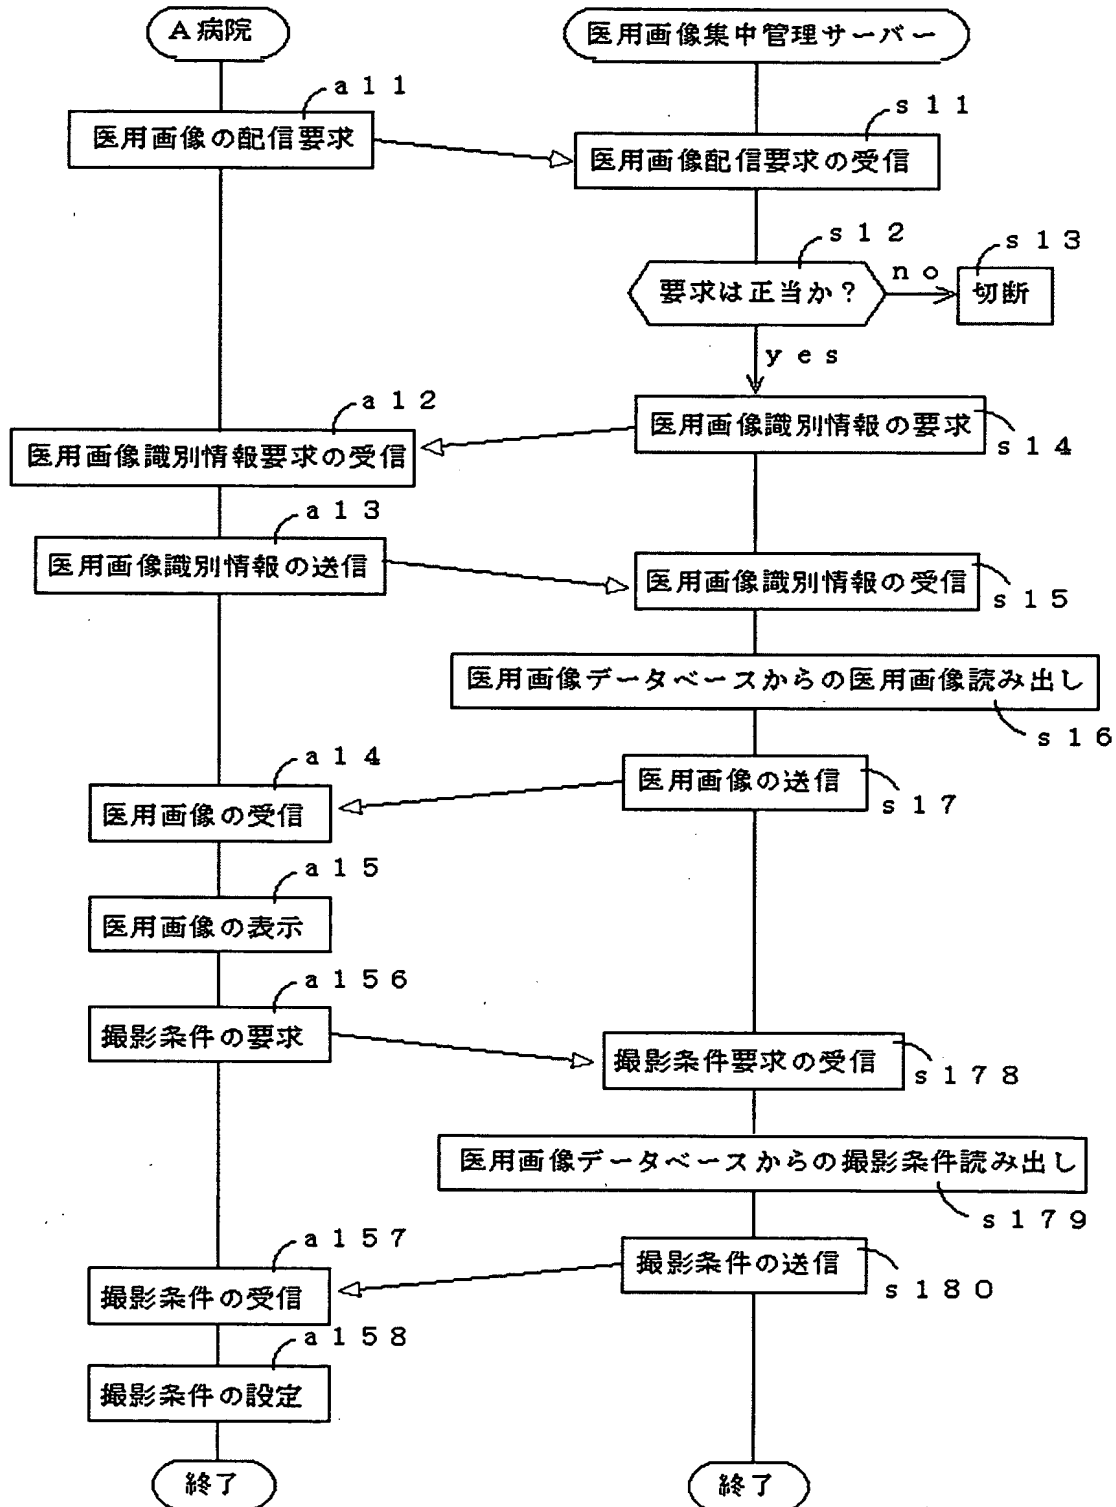 A病院
医用画像集中管理サーバー
a11
医用画像の配信要求
s11
医用画像配信要求の受信
s12
要求は正当か？
no
s13
切断
yes
a12
医用画像識別情報の要求
s14
医用画像識別情報要求の受信
a13
医用画像識別情報の送信
医用画像識別情報の受信
s15
医用画像データベースからの医用画像読み出し
s16
a14
医用画像の送信
s17
医用画像の受信
a15
医用画像の表示
a156
撮影条件の要求
撮影条件要求の受信
s178
医用画像データベースからの撮影条件読み出し
s179
a157
撮影条件の送信
s180
撮影条件の受信
a158
撮影条件の設定
終了
終了